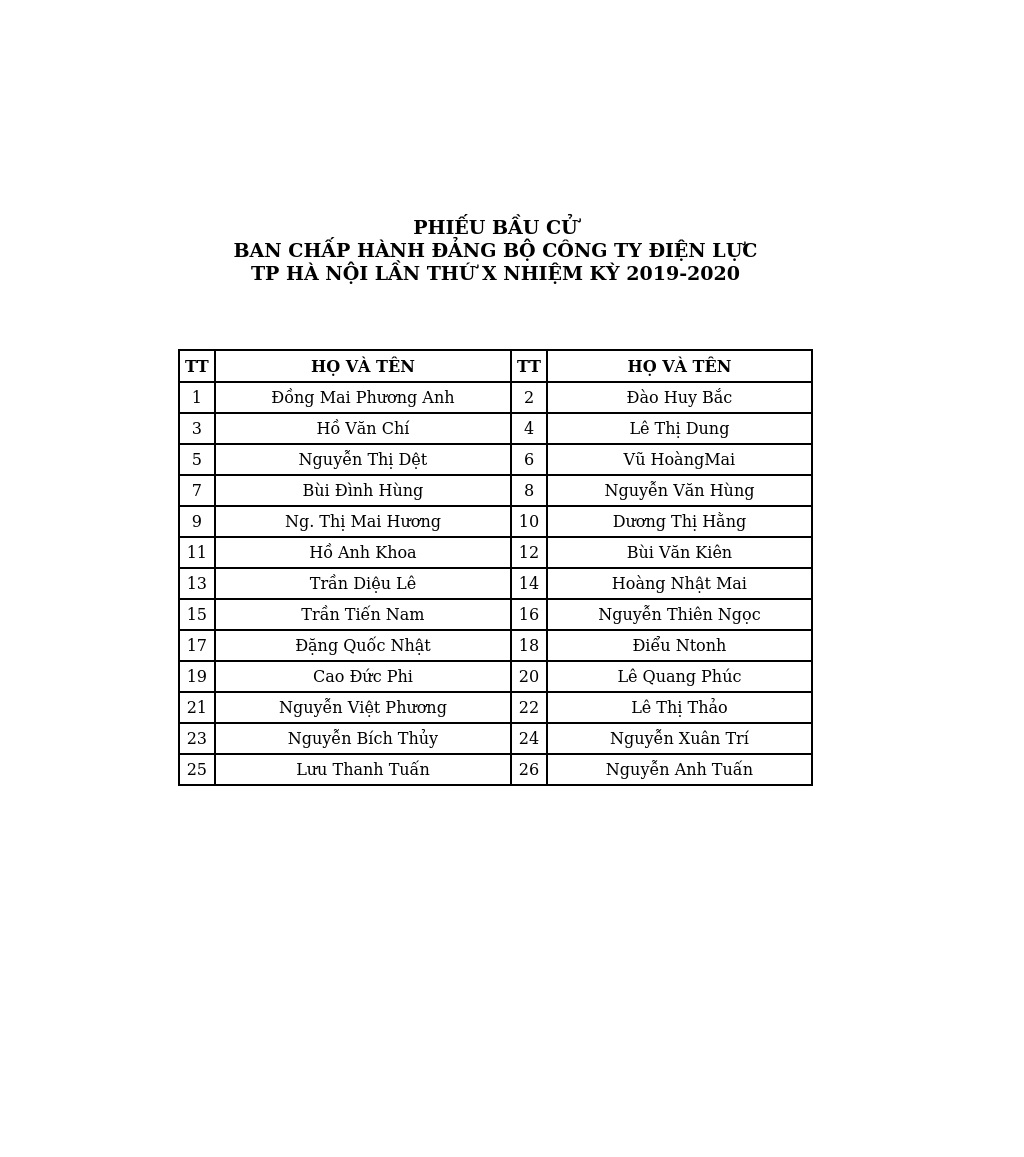 PHIẾU BẦU CỬ
BAN CHẤP HÀNH ĐẢNG BỘ CÔNG TY ĐIỆN LỰC
TP HÀ NỘI LẦN THỨ X NHIỆM KỲ 2019-2020
TT HỌ VÀ TÊN TT HỌ VÀ TÊN
1 Đồng Mai Phương Anh 2 Đào Huy Bắc
3 Hồ Văn Chí 4 Lê Thị Dung
5 Nguyễn Thị Dệt 6 Vũ HoàngMai
7 Bùi Đình Hùng 8 Nguyễn Văn Hùng
9 Ng. Thị Mai Hương 10 Dương Thị Hằng
11 Hồ Anh Khoa 12 Bùi Văn Kiên
13 Trần Diệu Lê 14 Hoàng Nhật Mai
15 Trần Tiến Nam 16 Nguyễn Thiên Ngọc
17 Đặng Quốc Nhật 18 Điểu Ntonh
19 Cao Đức Phi 20 Lê Quang Phúc
21 Nguyễn Việt Phương 22 Lê Thị Thảo
23 Nguyễn Bích Thủy 24 Nguyễn Xuân Trí
25 Lưu Thanh Tuấn 26 Nguyễn Anh Tuấn